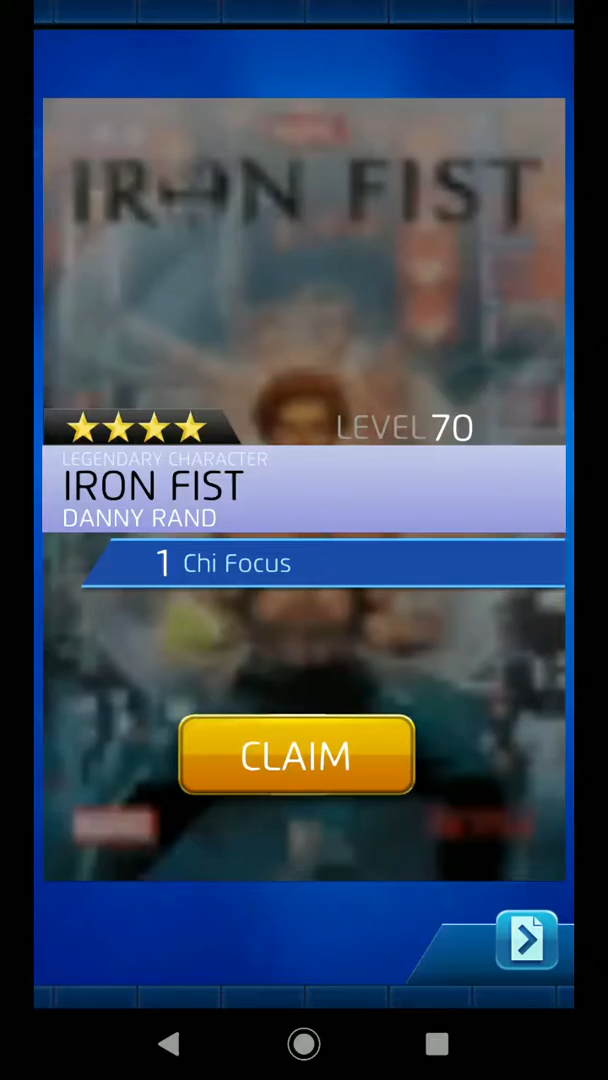 IRON FIST
LEVEL 70
LEGENDARY CHARACTER
IRON FIST
DANNY RAND
1 Chi Focus
CLAIM